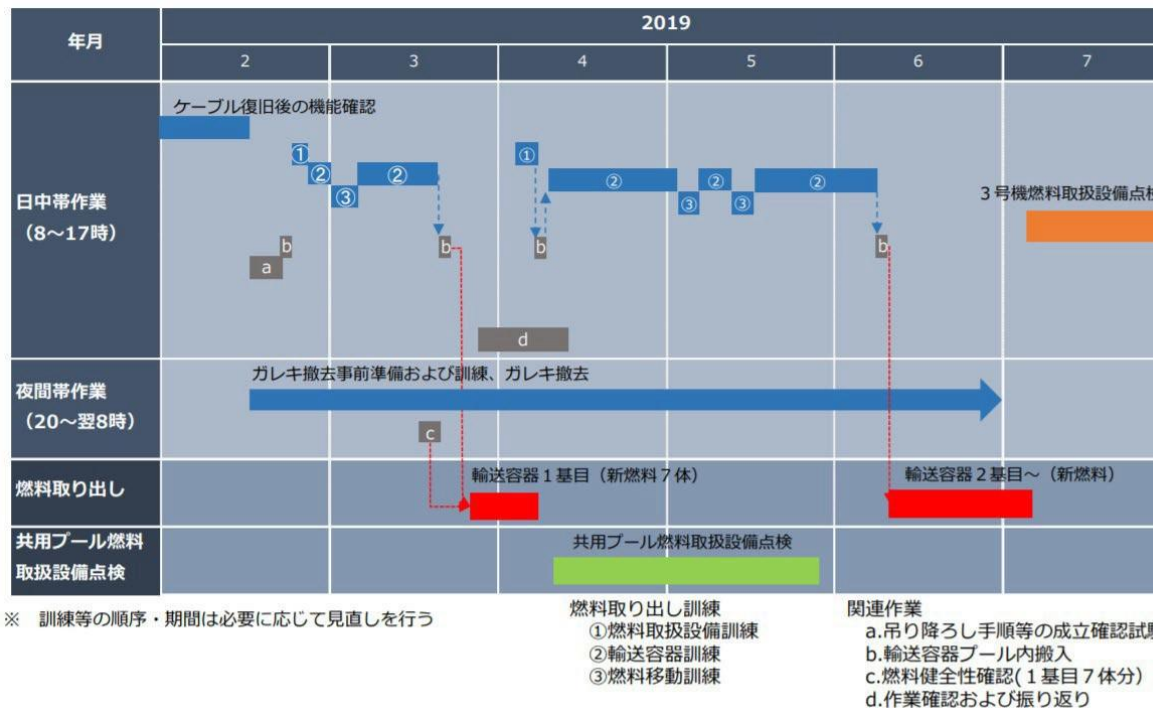 年月
2019
2
3
4
5
6
7
日中帯作業
（8～17時）
ケーブル復旧後の機能確認
①
②
③
②
①
②
③
②
③
②
b
a
b
b
b
d
3号機燃料取扱設備点検
夜間帯作業
（20～翌8時）
ガレキ撤去事前準備および訓練、ガレキ撤去
c
燃料取り出し
輸送容器１基目（新燃料７体）
輸送容器２基目～（新燃料）
共用プール燃料
取扱設備点検
共用プール燃料取扱設備点検
※　訓練等の順序・期間は必要に応じて見直しを行う
燃料取り出し訓練
①燃料取扱設備訓練
②輸送容器訓練
③燃料移動訓練
関連作業
a.吊り降ろし手順等の成立確認試験
b.輸送容器プール内搬入
c.燃料健全性確認(１基目７体分)
d.作業確認および振り返り